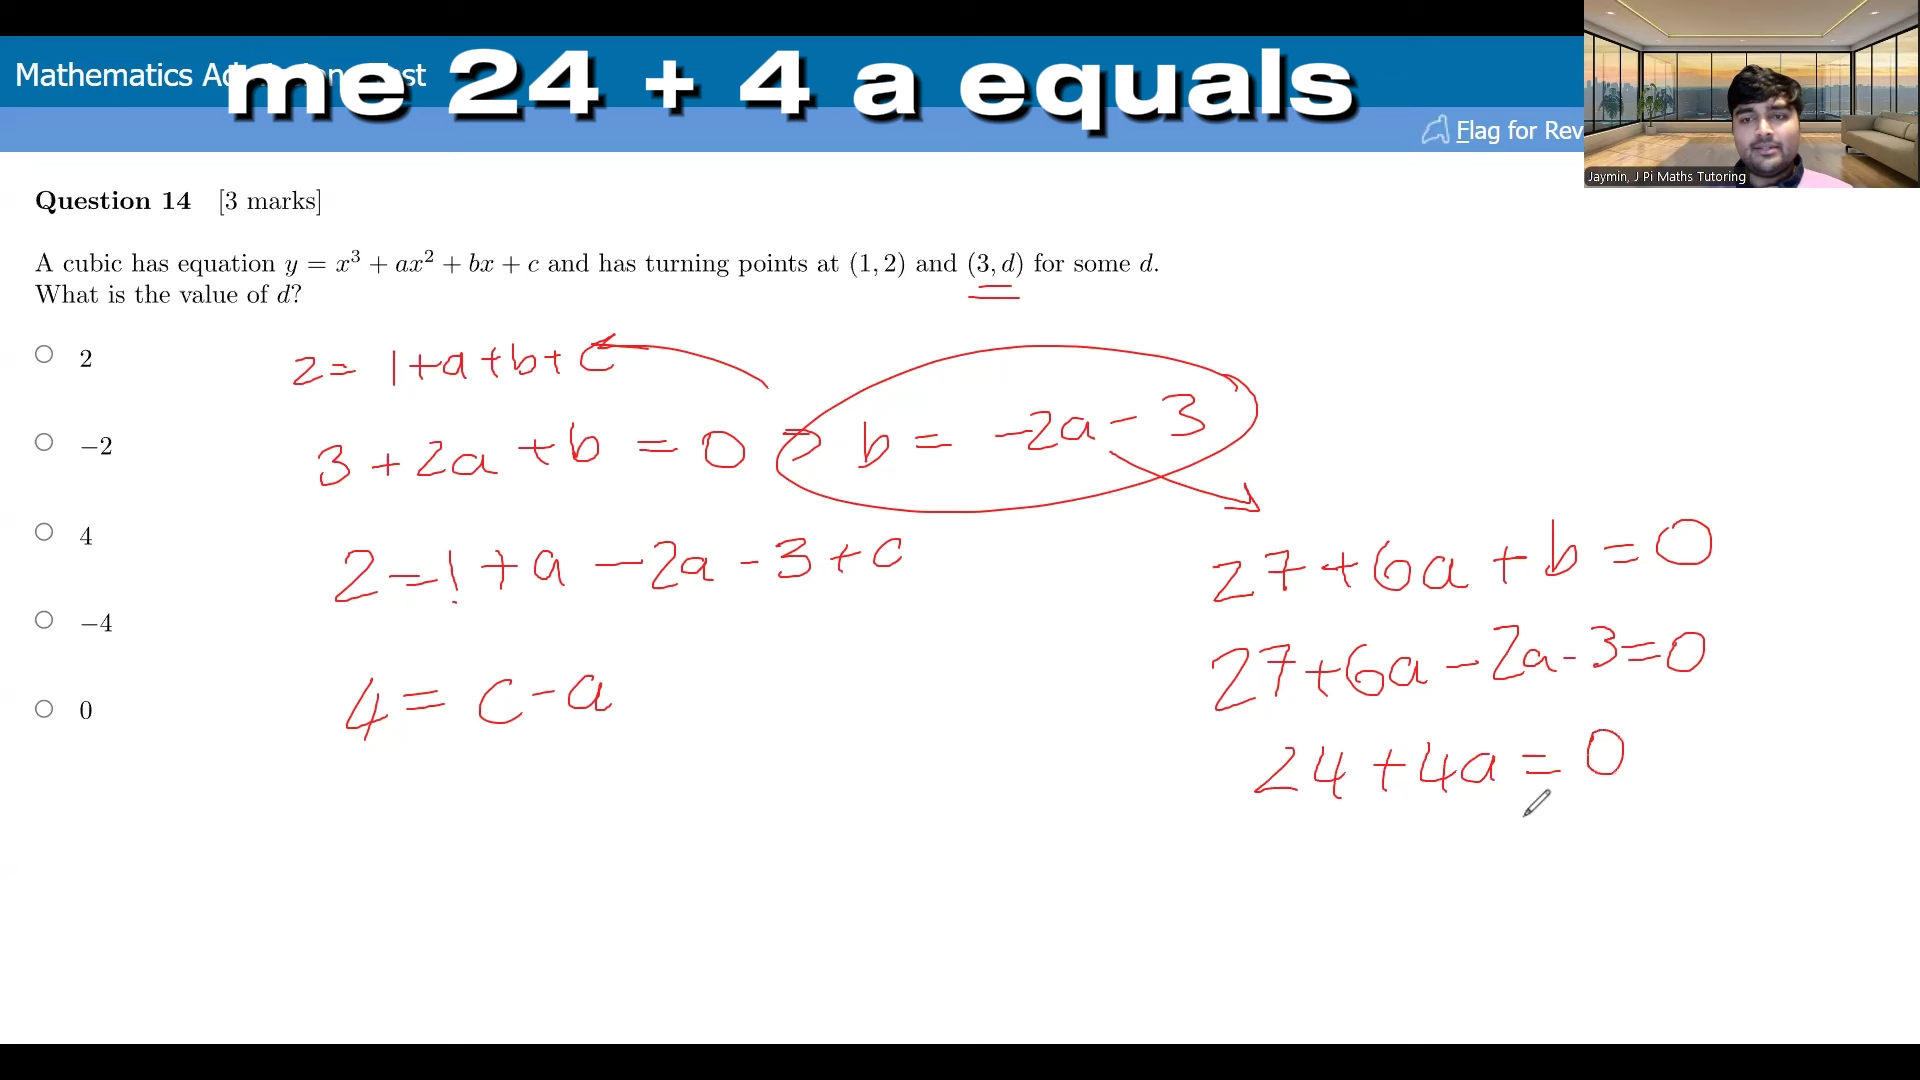 Mathematics Ad
me 24 + 4 a equals
Flag for Rev
Jaymin, J Pi Maths Tutoring
Question 14 [3 marks]
A cubic has equation y = x³ + ax² + bx + c and has turning points at (1, 2) and (3, d) for some d.
What is the value of d?
2
2 = 1+a+b+c
−2
3 + 2a + b = 0 => b = -2a - 3
4
2 = 1 + a - 2a - 3 + c
27 + 6a + b = 0
−4
27 + 6a - 2a - 3 = 0
0
4 = c - a
24 + 4a = 0